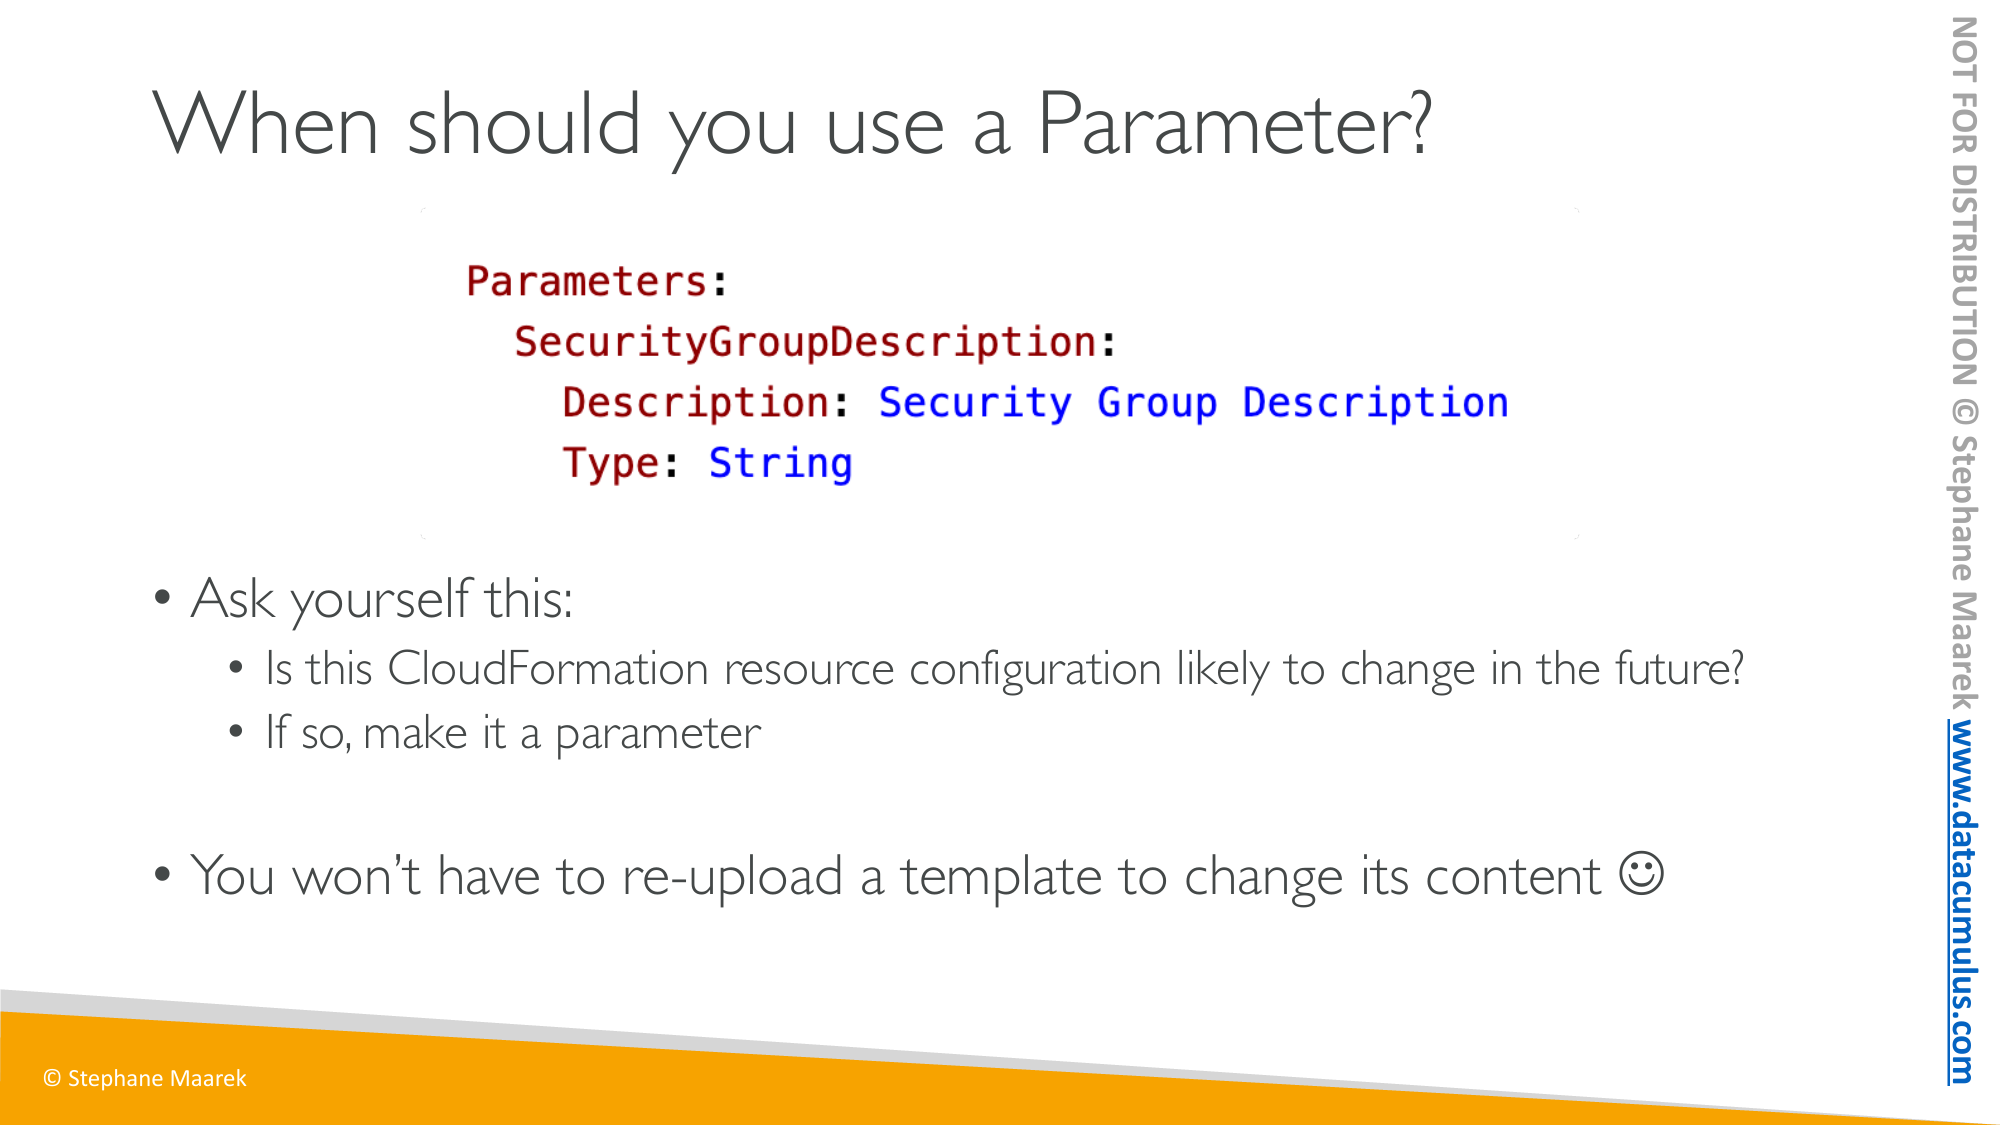 When should you use a Parameter?
Parameters:
  SecurityGroupDescription:
    Description: Security Group Description
    Type: String
• Ask yourself this:
• Is this CloudFormation resource configuration likely to change in the future?
• If so, make it a parameter
• You won’t have to re-upload a template to change its content ☺
© Stephane Maarek
NOT FOR DISTRIBUTION © Stephane Maarek www.datacumulus.com